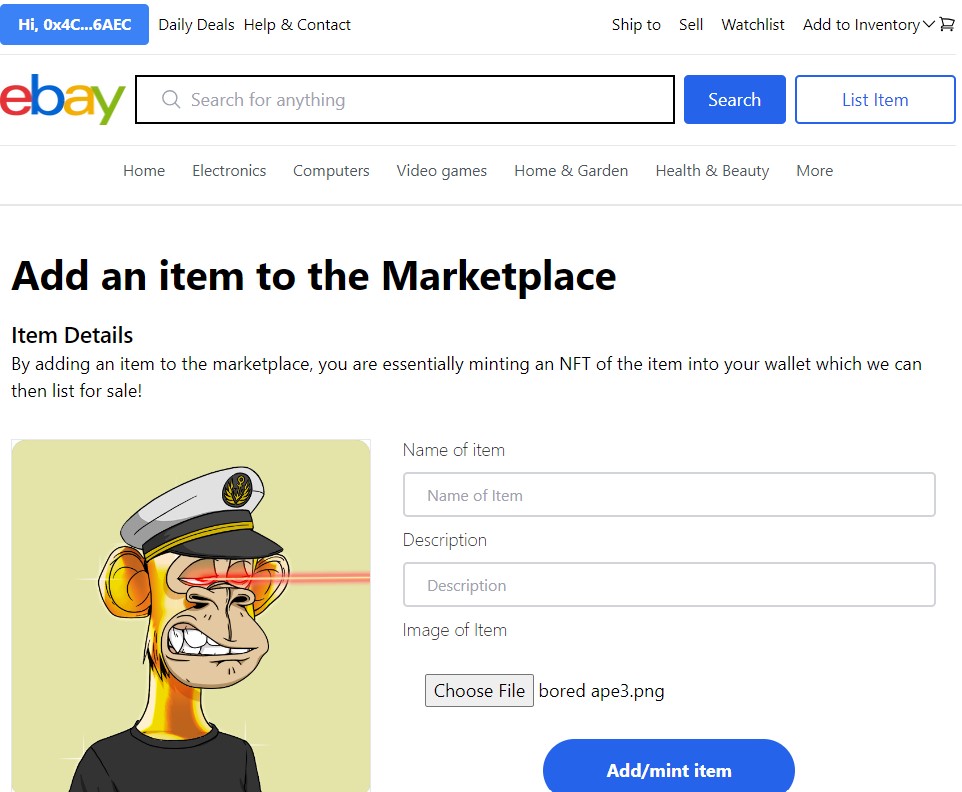 Hi, 0x4C...6AEC Daily Deals Help & Contact Ship to Sell Watchlist Add to Inventory
ebay Search for anything Search List Item
Home Electronics Computers Video games Home & Garden Health & Beauty More
Add an item to the Marketplace
Item Details
By adding an item to the marketplace, you are essentially minting an NFT of the item into your wallet which we can
then list for sale!
Name of item
Name of Item
Description
Description
Image of Item
Choose File bored ape3.png
Add/mint item